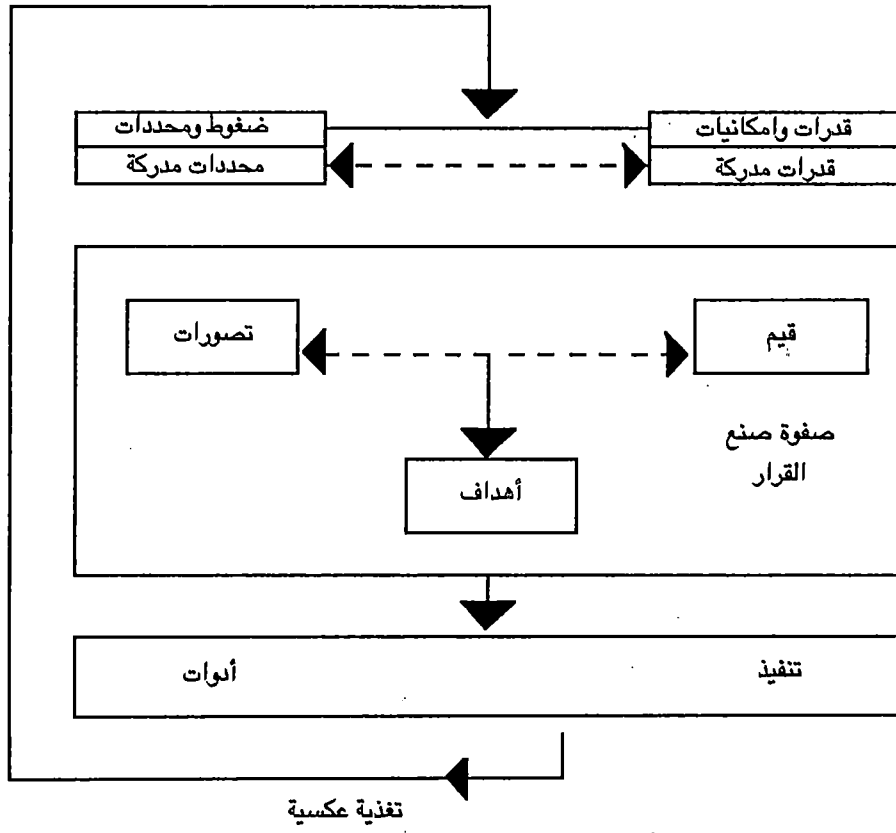 قدرات وامكانيات
ضغوط ومحددات
قدرات مدركة
محددات مدركة
قيم
تصورات
صفوة صنع
القرار
أهداف
تنفيذ
أدوات
تغذية عكسية